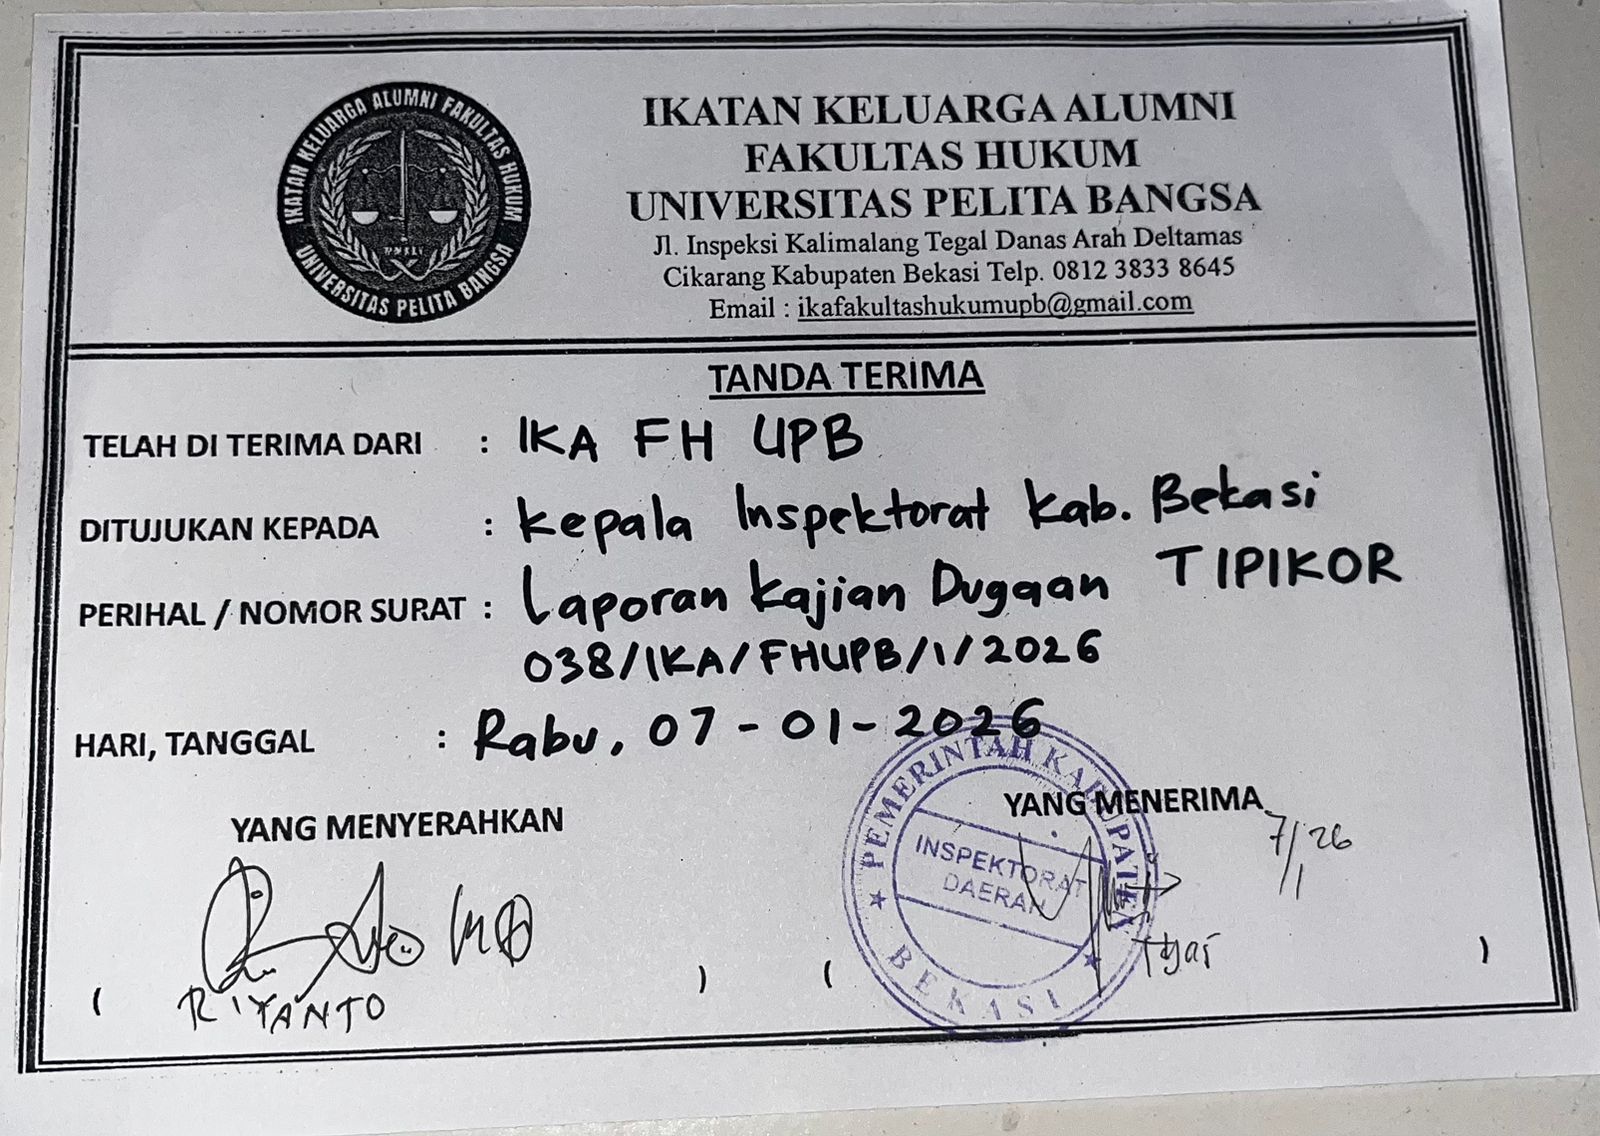 IKATAN KELUARGA ALUMNI FAKULTAS HUKUM
UNIVERSITAS PELITA BANGSA
IKATAN KELUARGA ALUMNI
FAKULTAS HUKUM
UNIVERSITAS PELITA BANGSA
Jl. Inspeksi Kalimalang Tegal Danas Arah Deltamas
Cikarang Kabupaten Bekasi Telp. 0812 3833 8645
Email : ikafakultashukumupb@gmail.com
TANDA TERIMA
TELAH DI TERIMA DARI : IKA FH UPB
DITUJUKAN KEPADA : Kepala Inspektorat Kab. Bekasi
PERIHAL / NOMOR SURAT : Laporan Kajian Dugaan TIPIKOR
038/IKA/FHUPB/1/2026
HARI, TANGGAL : Rabu, 07-01-2026
YANG MENYERAHKAN
YANG MENERIMA
7/1 26
PEMERINTAH KABUPATEN
INSPEKTORAT
DAERAH
BEKASI
( RIYANTO )
( )